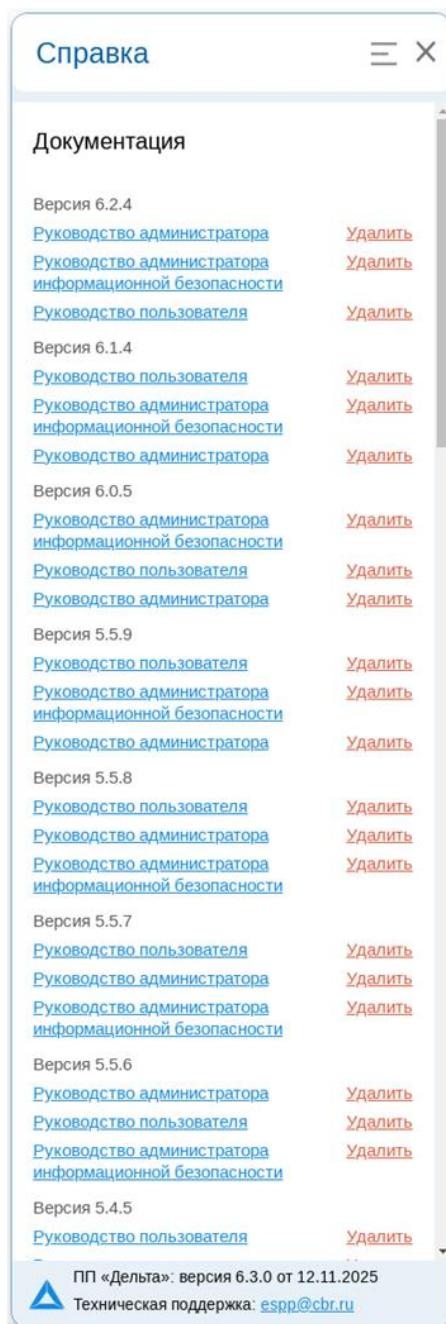 Справка
Документация
Версия 6.2.4
Руководство администратора Удалить
Руководство администратора Удалить
информационной безопасности
Руководство пользователя Удалить
Версия 6.1.4
Руководство пользователя Удалить
Руководство администратора Удалить
информационной безопасности
Руководство администратора Удалить
Версия 6.0.5
Руководство администратора Удалить
информационной безопасности
Руководство пользователя Удалить
Руководство администратора Удалить
Версия 5.5.9
Руководство пользователя Удалить
Руководство администратора Удалить
информационной безопасности
Руководство администратора Удалить
Версия 5.5.8
Руководство пользователя Удалить
Руководство администратора Удалить
Руководство администратора Удалить
информационной безопасности
Версия 5.5.7
Руководство пользователя Удалить
Руководство администратора Удалить
Руководство администратора Удалить
информационной безопасности
Версия 5.5.6
Руководство администратора Удалить
Руководство пользователя Удалить
Руководство администратора Удалить
информационной безопасности
Версия 5.4.5
Руководство пользователя Удалить
ПП «Дельта»: версия 6.3.0 от 12.11.2025
Техническая поддержка: espp@cbr.ru